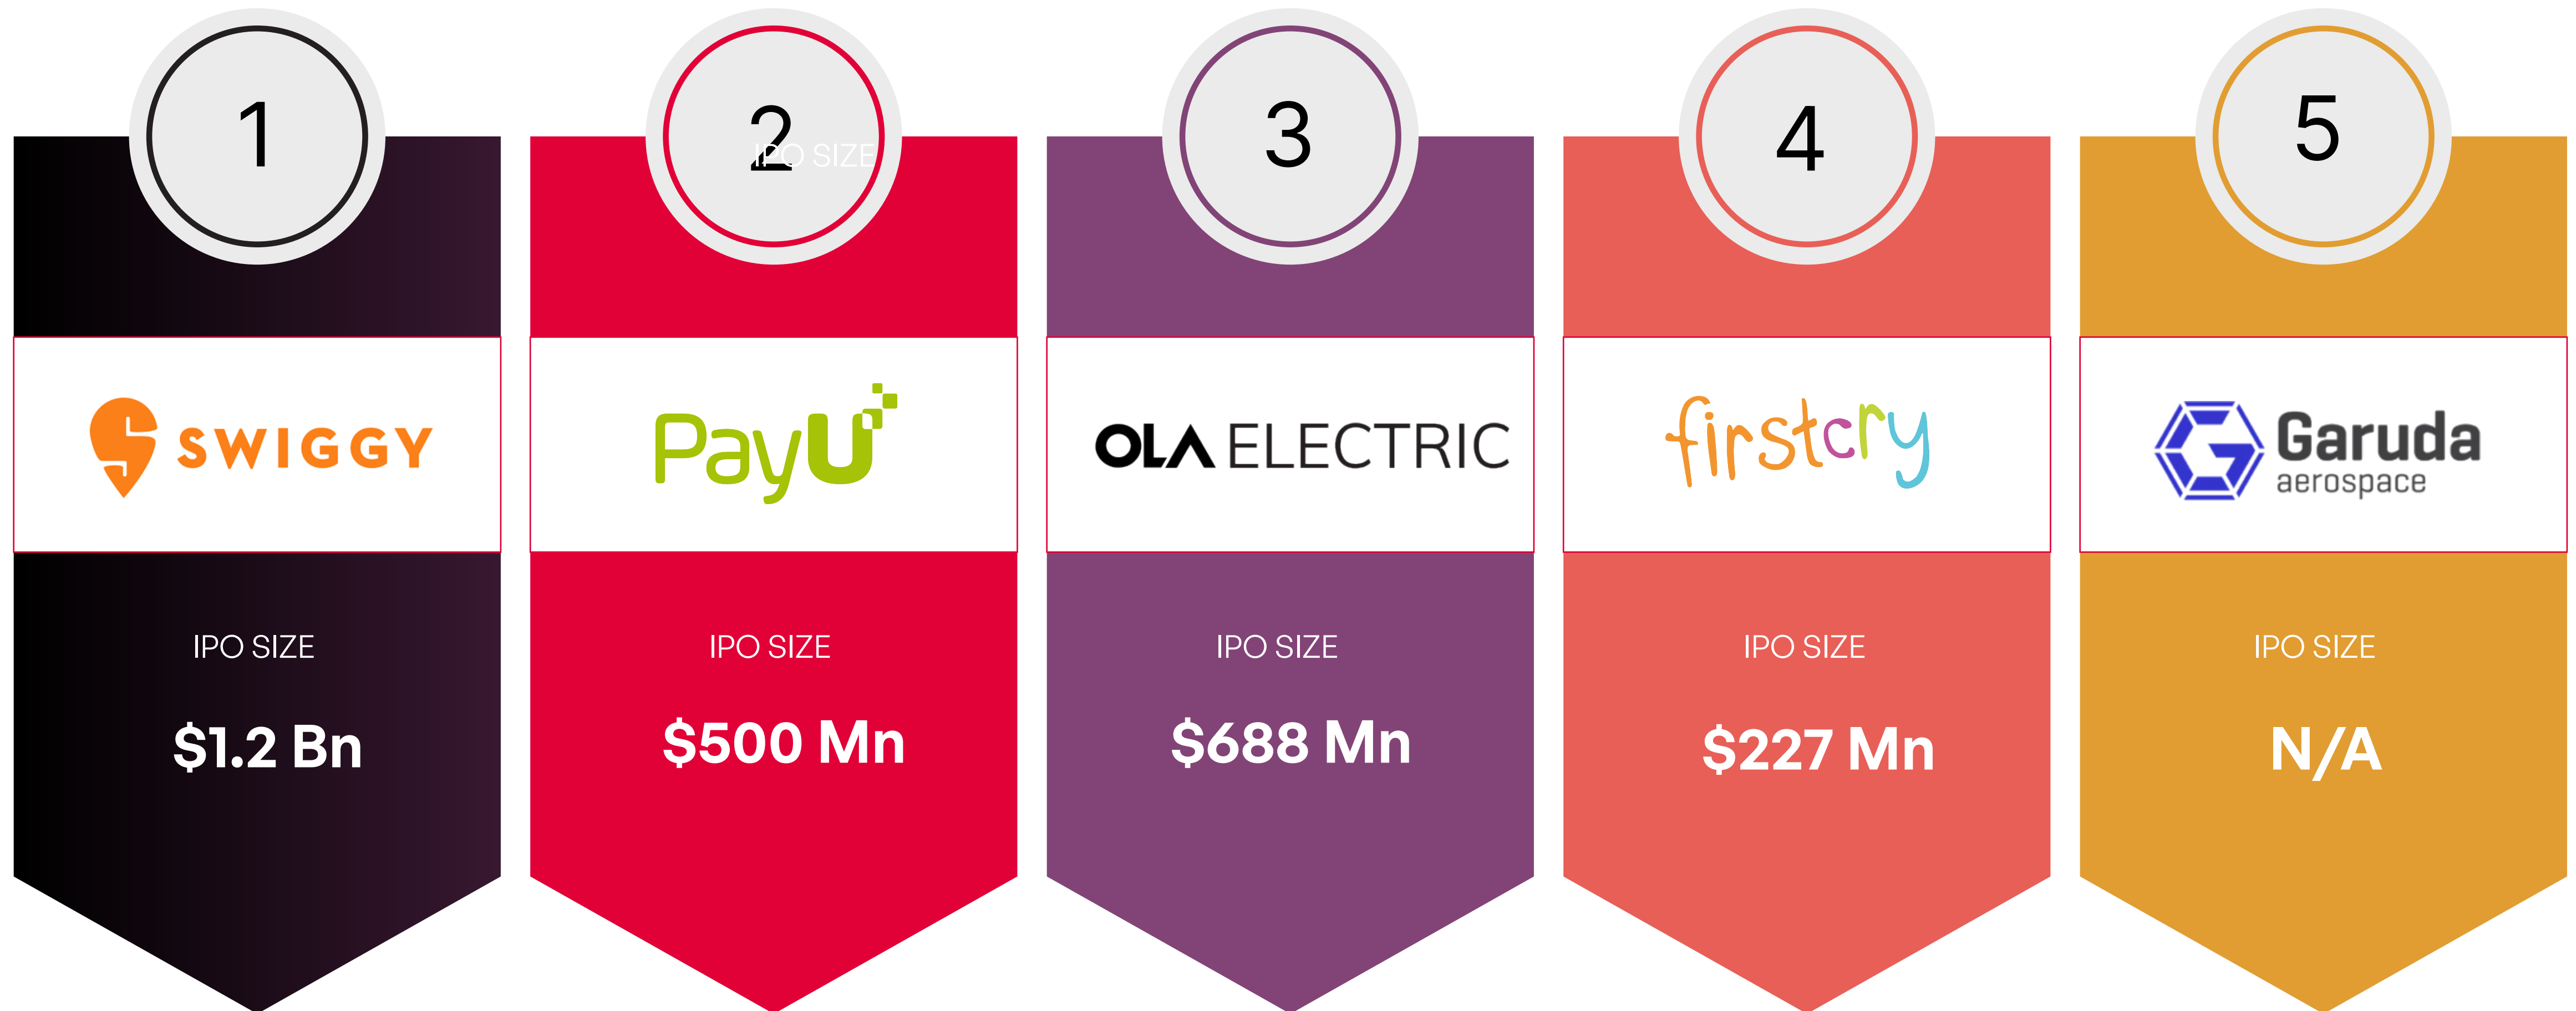 1
SWIGGY
IPO SIZE
$1.2 Bn
2
IPO SIZE
PayU
IPO SIZE
$500 Mn
3
OLA ELECTRIC
IPO SIZE
$688 Mn
4
firstcry
IPO SIZE
$227 Mn
5
Garuda
aerospace
IPO SIZE
N/A